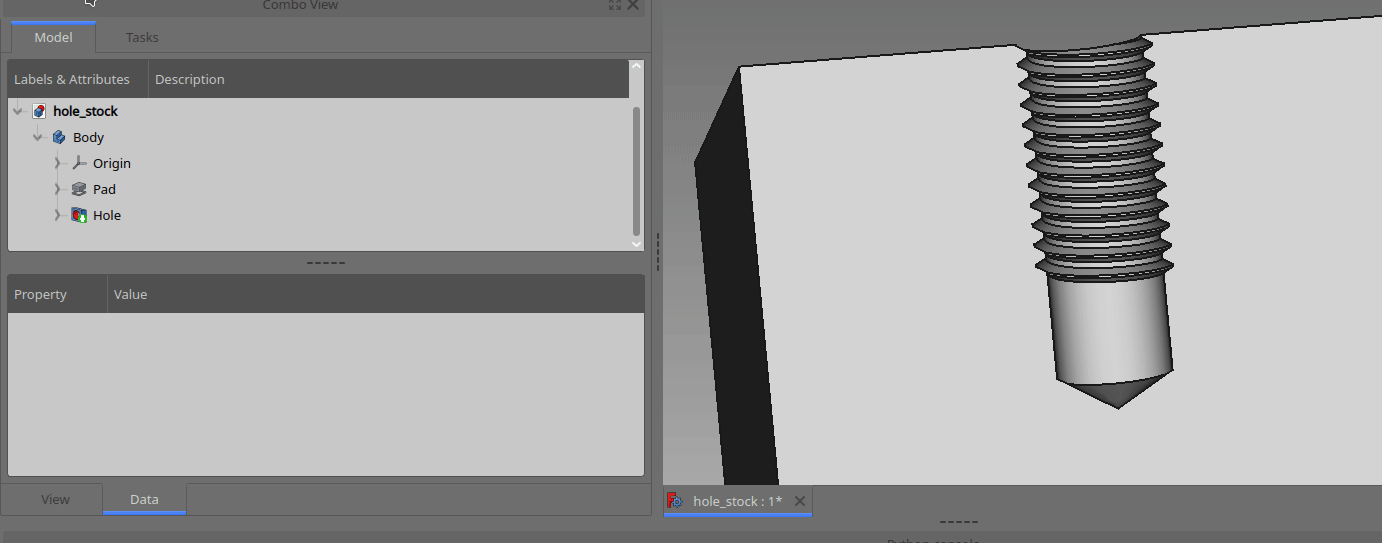 Combo View
Model Tasks
Labels & Attributes Description
hole_stock
Body
Origin
Pad
Hole
Property Value
View Data
hole_stock : 1*
Python console